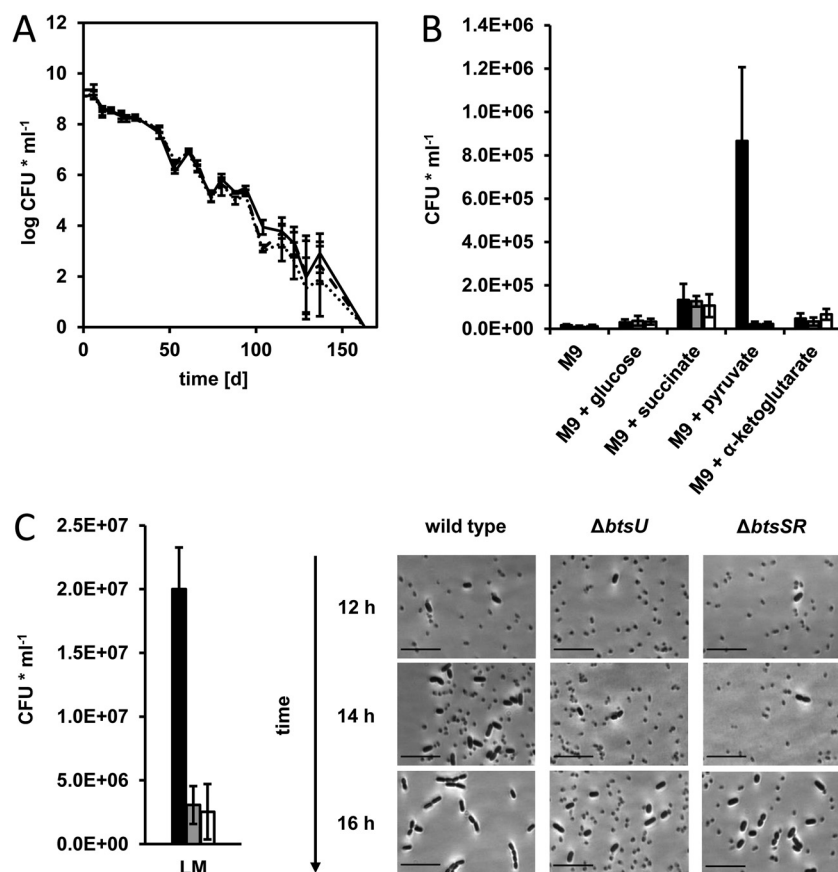 A
12
10
8
6
4
2
0
log CFU * ml-1
0 50 100 150
time [d]
B
1.4E+06
1.2E+06
1.0E+06
8.0E+05
6.0E+05
4.0E+05
2.0E+05
0.0E+00
CFU * ml-1
M9
M9 + glucose
M9 + succinate
M9 + pyruvate
M9 + α-ketoglutarate
C
2.5E+07
2.0E+07
1.5E+07
1.0E+07
5.0E+06
0.0E+00
CFU * ml-1
LM
time
wild type ΔbtsU ΔbtsSR
12 h
14 h
16 h